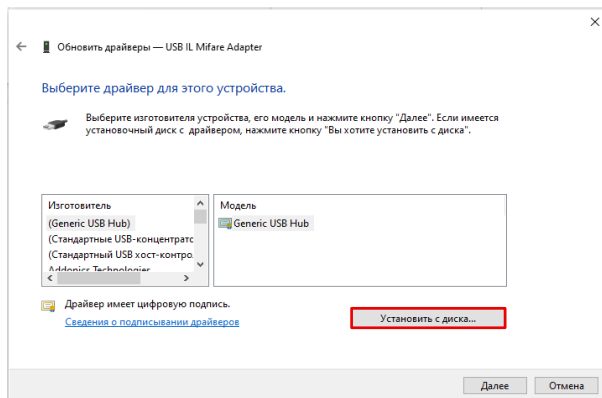 Обновить драйверы — USB IL Mifare Adapter
Выберите драйвер для этого устройства.
Выберите изготовителя устройства, его модель и нажмите кнопку "Далее". Если имеется
установочный диск с драйвером, нажмите кнопку "Вы хотите установить с диска".
Изготовитель
(Generic USB Hub)
(Стандартные USB-концентратс
(Стандартный USB хост-контро.
Addonics Technologies
Модель
Generic USB Hub
Драйвер имеет цифровую подпись.
Сведения о подписывании драйверов
Установить с диска...
Далее
Отмена